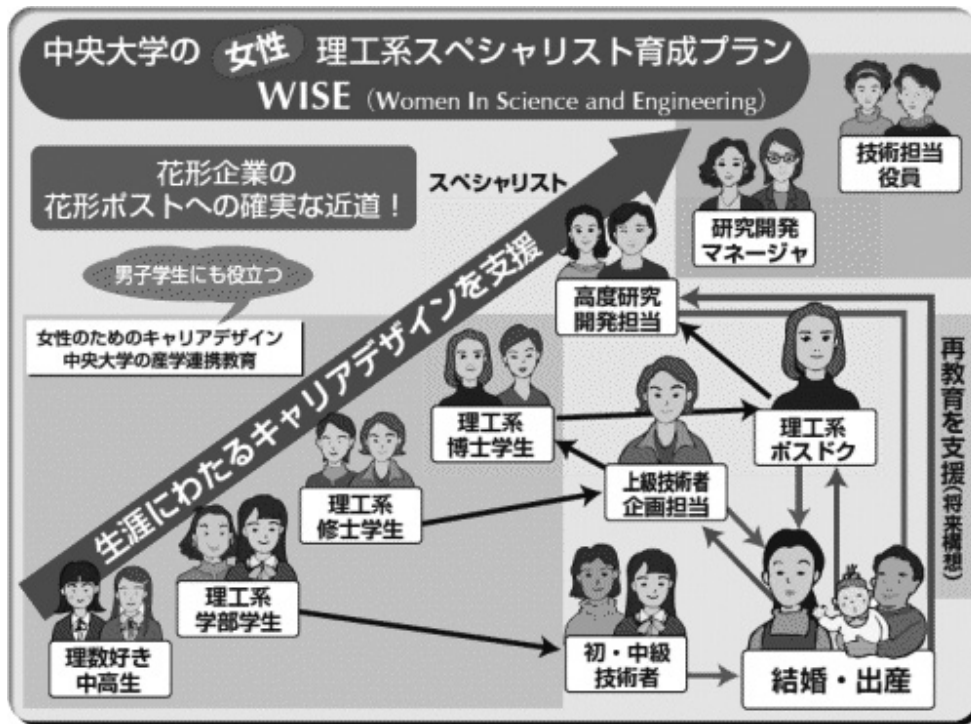 中央大学の 女性 理工系スペシャリスト育成プラン
WISE (Women In Science and Engineering)
花形企業の
花形ポストへの確実な近道！
男子学生にも役立つ
女性のためのキャリアデザイン
中央大学の産学連携教育
生涯にわたるキャリアデザインを支援
スペシャリスト
技術担当
役員
研究開発
マネージャ
高度研究
開発担当
理工系
博士学生
理工系
ポスドク
上級技術者
企画担当
理工系
修士学生
理工系
学部学生
理数好き
中高生
初・中級
技術者
結婚・出産
再教育を支援(将来構想)